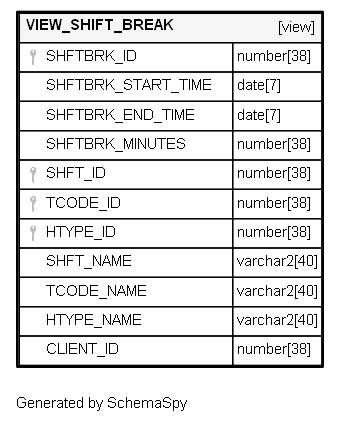 VIEW_SHIFT_BREAK [view]
SHFTBRK_ID number[38]
SHFTBRK_START_TIME date[7]
SHFTBRK_END_TIME date[7]
SHFTBRK_MINUTES number[38]
SHFT_ID number[38]
TCODE_ID number[38]
HTYPE_ID number[38]
SHFT_NAME varchar2[40]
TCODE_NAME varchar2[40]
HTYPE_NAME varchar2[40]
CLIENT_ID number[38]
Generated by SchemaSpy